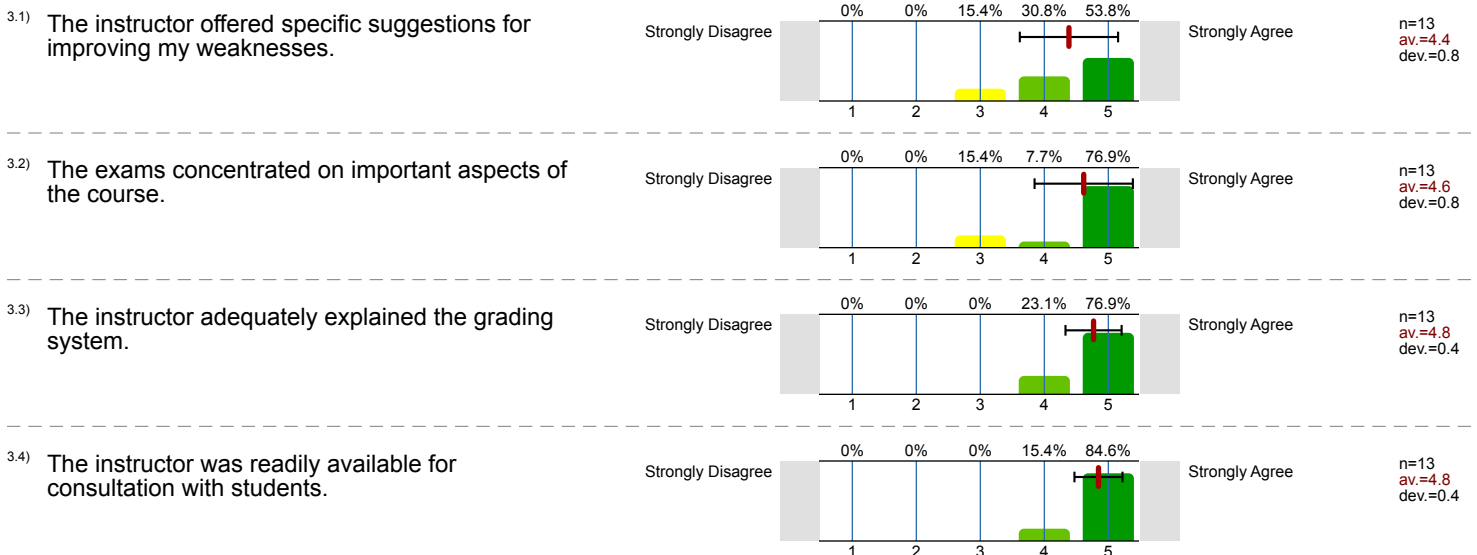 3.1) The instructor offered specific suggestions for
improving my weaknesses.
Strongly Disagree
0% 0% 15.4% 30.8% 53.8%
1 2 3 4 5
Strongly Agree
n=13
av.=4.4
dev.=0.8
3.2) The exams concentrated on important aspects of
the course.
Strongly Disagree
0% 0% 15.4% 7.7% 76.9%
1 2 3 4 5
Strongly Agree
n=13
av.=4.6
dev.=0.8
3.3) The instructor adequately explained the grading
system.
Strongly Disagree
0% 0% 0% 23.1% 76.9%
1 2 3 4 5
Strongly Agree
n=13
av.=4.8
dev.=0.4
3.4) The instructor was readily available for
consultation with students.
Strongly Disagree
0% 0% 0% 15.4% 84.6%
1 2 3 4 5
Strongly Agree
n=13
av.=4.8
dev.=0.4